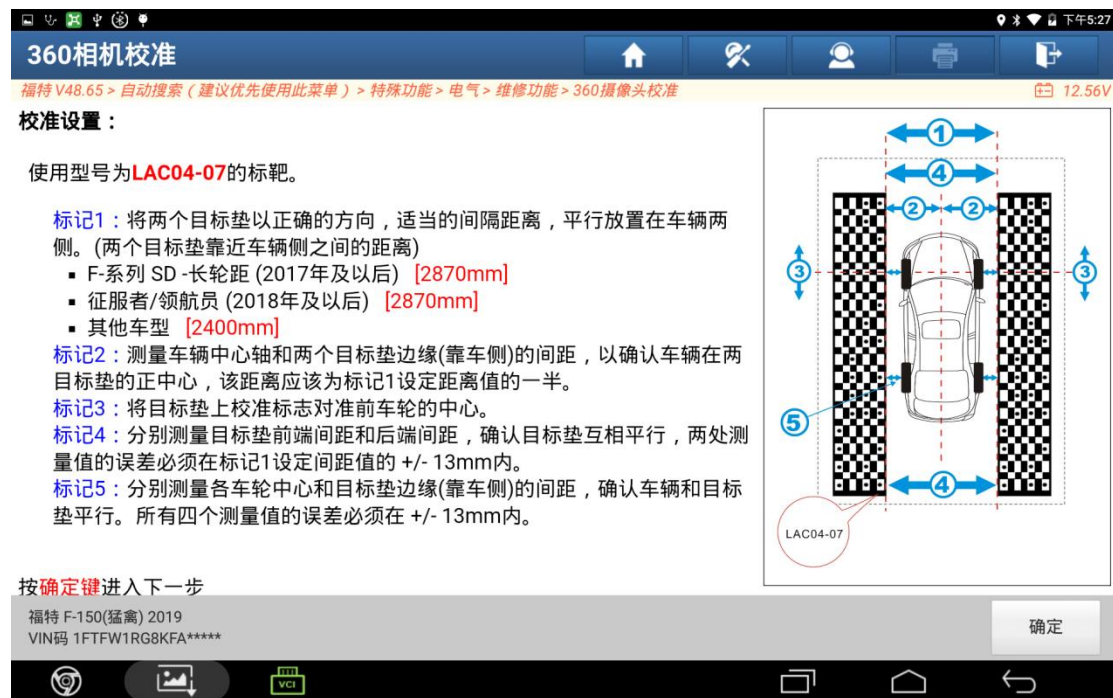 下午5:27
360相机校准
福特 V48.65 > 自动搜索（建议优先使用此菜单）> 特殊功能 > 电气 > 维修功能 > 360摄像头校准
12.56V
校准设置：
使用型号为LAC04-07的标靶。
标记1：将两个目标垫以正确的方向，适当的间隔距离，平行放置在车辆两
侧。(两个目标垫靠近车辆侧之间的距离)
▪ F-系列 SD -长轮距 (2017年及以后) [2870mm]
▪ 征服者/领航员 (2018年及以后) [2870mm]
▪ 其他车型 [2400mm]
标记2：测量车辆中心轴和两个目标垫边缘(靠车侧)的间距，以确认车辆在两
目标垫的正中心，该距离应该为标记1设定距离值的一半。
标记3：将目标垫上校准标志对准前车轮的中心。
标记4：分别测量目标垫前端间距和后端间距，确认目标垫互相平行，两处测
量值的误差必须在标记1设定间距值的 +/- 13mm内。
标记5：分别测量各车轮中心和目标垫边缘(靠车侧)的间距，确认车辆和目标
垫平行。所有四个测量值的误差必须在 +/- 13mm内。
按确定键进入下一步
1
4
2 2
3 3
5
4
LAC04-07
福特 F-150(猛禽) 2019
VIN码 1FTFW1RG8KFA*****
确定
VCI